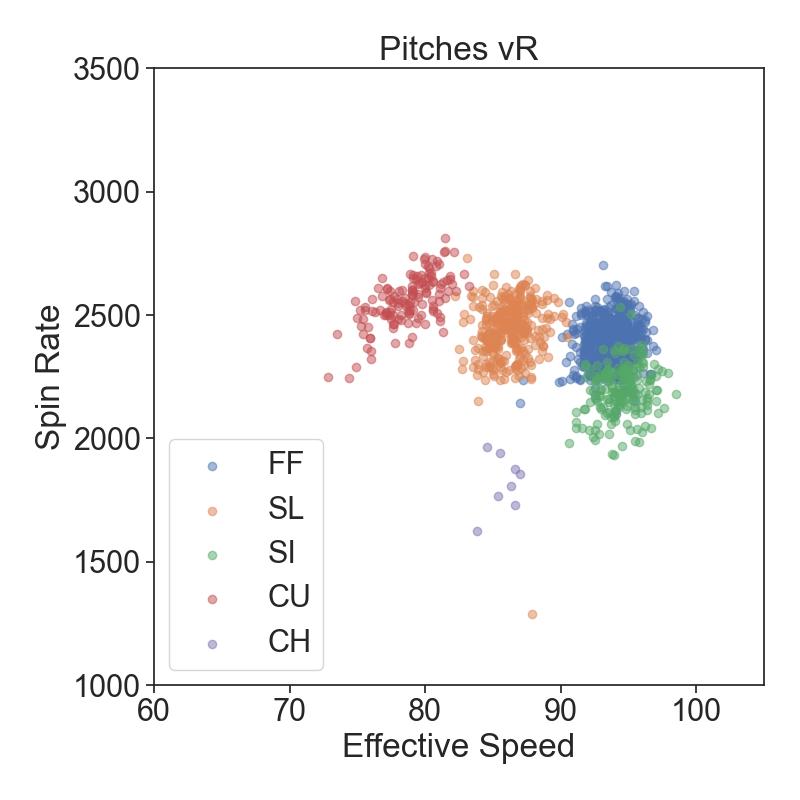 Pitches vR
3500
3000
2500
2000
1500
1000
Spin Rate
FF
SL
SI
CU
CH
60 70 80 90 100
Effective Speed